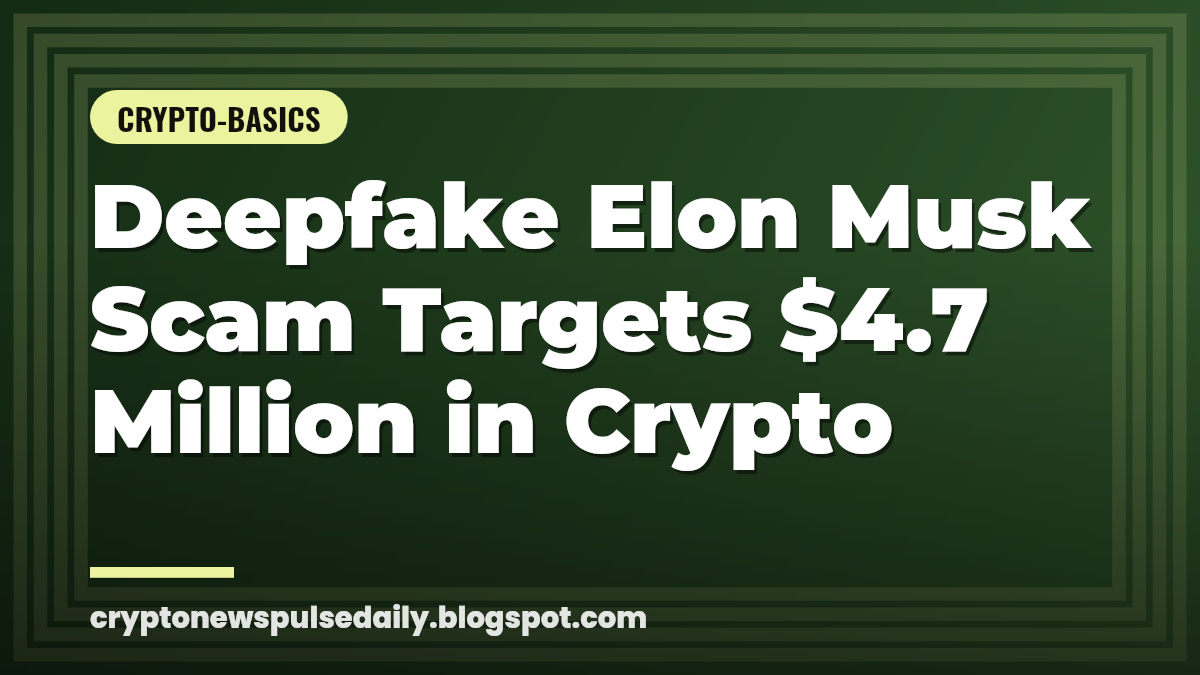 CRYPTO-BASICS
Deepfake Elon Musk
Scam Targets $4.7
Million in Crypto
cryptonewspulsedaily.blogspot.com